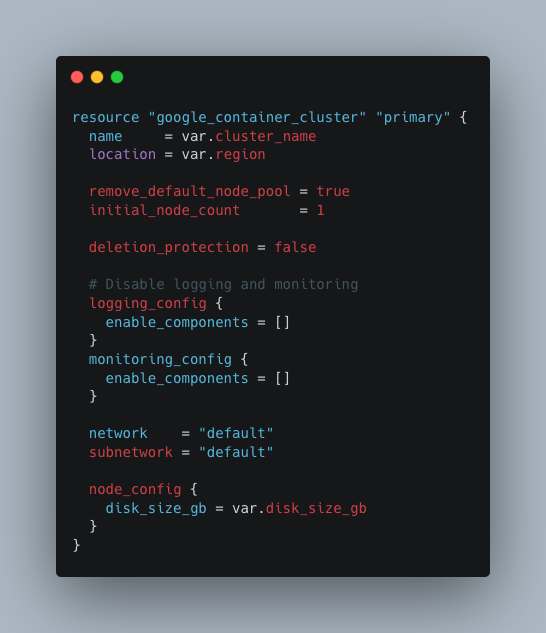 resource "google_container_cluster" "primary" {
  name     = var.cluster_name
  location = var.region

  remove_default_node_pool = true
  initial_node_count       = 1

  deletion_protection = false

  # Disable logging and monitoring
  logging_config {
    enable_components = []
  }
  monitoring_config {
    enable_components = []
  }

  network    = "default"
  subnetwork = "default"

  node_config {
    disk_size_gb = var.disk_size_gb
  }
}